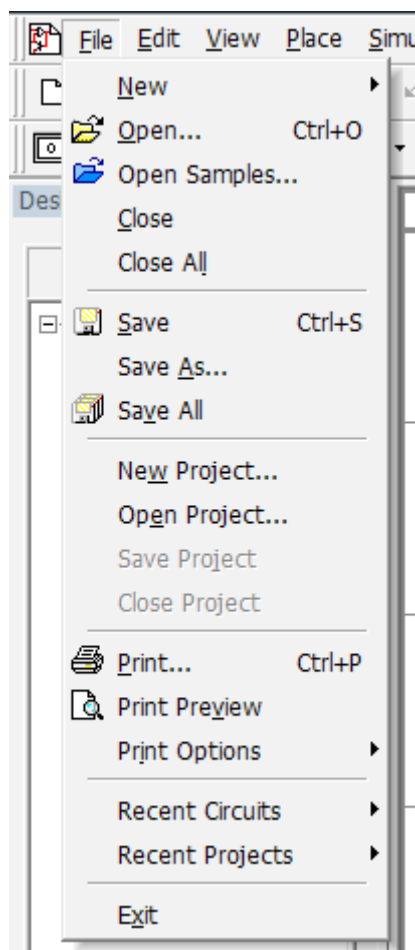 File Edit View Place Simu
New
Open... Ctrl+O
Open Samples...
Des
Close
Close All
Save Ctrl+S
Save As...
Save All
New Project...
Open Project...
Save Project
Close Project
Print... Ctrl+P
Print Preview
Print Options
Recent Circuits
Recent Projects
Exit